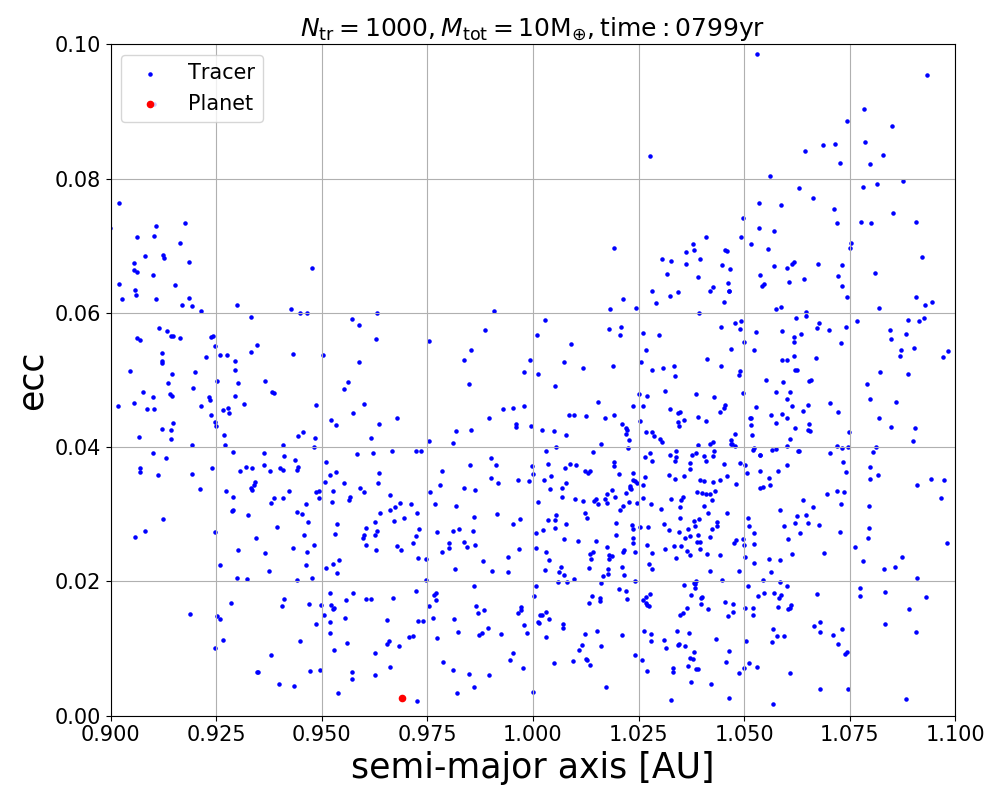 N_tr = 1000, M_tot = 10M_⊕, time : 0799yr
Tracer
Planet
ecc
0.10
0.08
0.06
0.04
0.02
0.00
0.900 0.925 0.950 0.975 1.000 1.025 1.050 1.075 1.100
semi-major axis [AU]